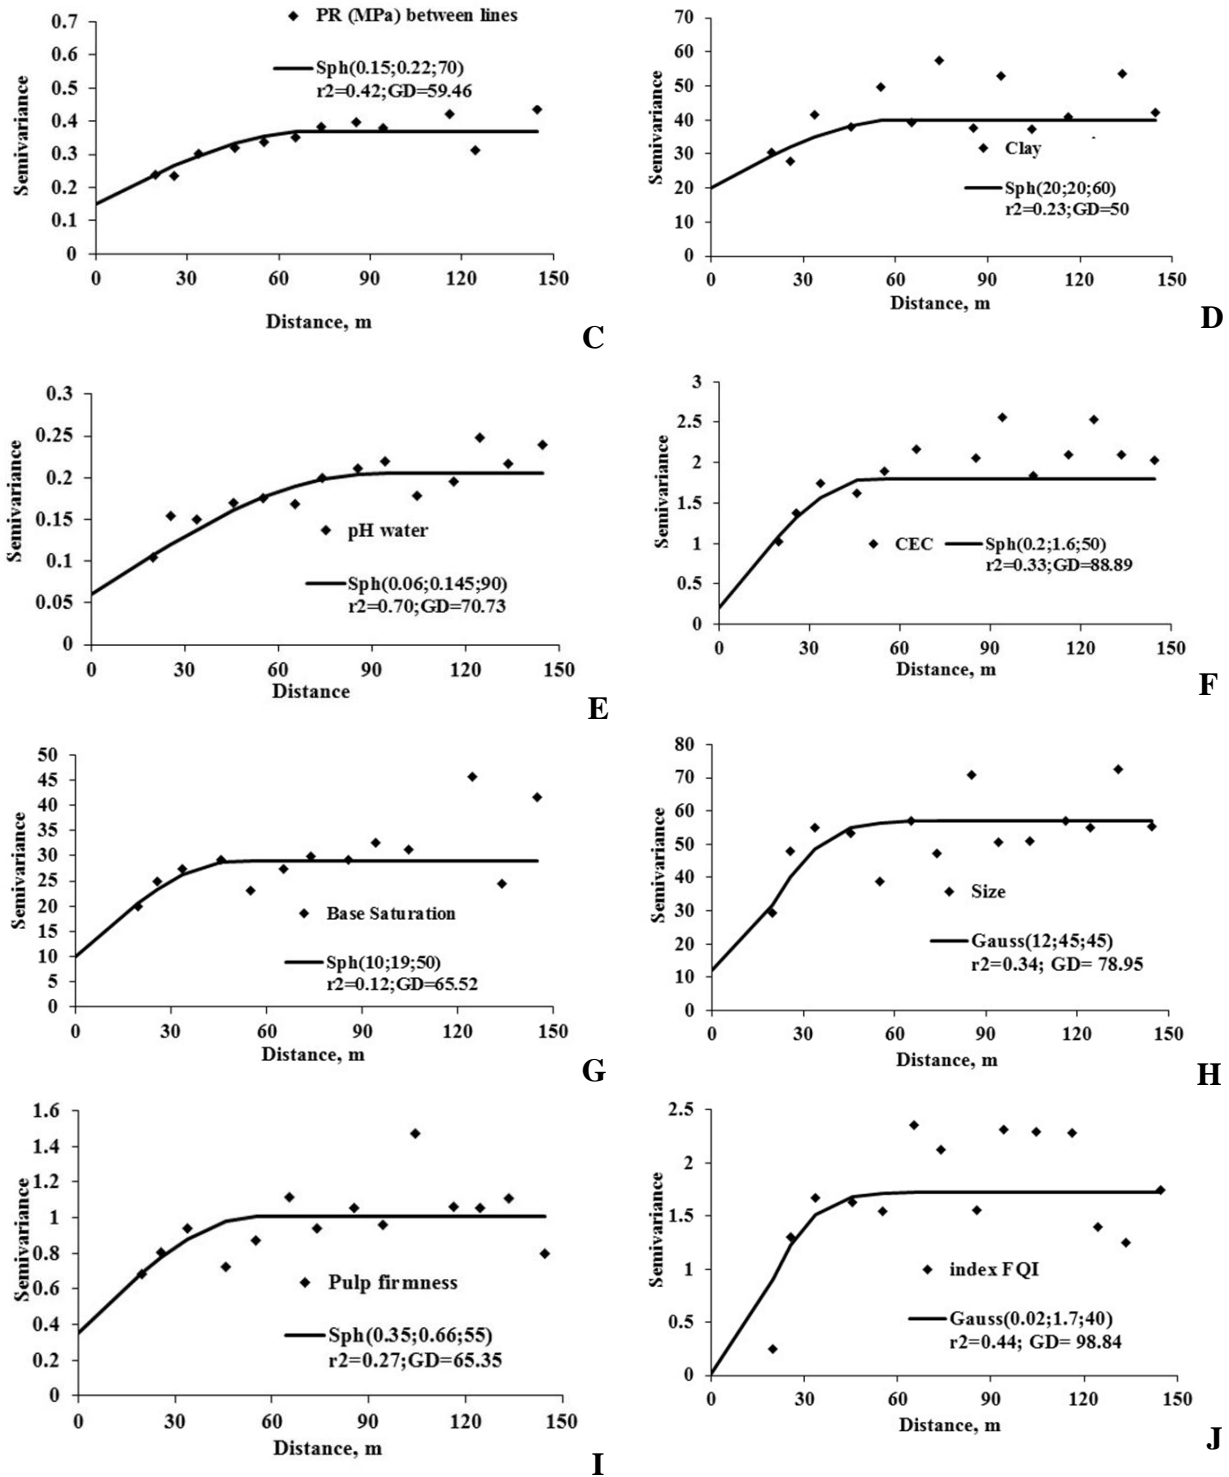 PR (MPa) between lines
Sph(0.15;0.22;70)
r2=0.42;GD=59.46
Semivariance
0.7
0.6
0.5
0.4
0.3
0.2
0.1
0
0 30 60 90 120 150
Distance, m
C
Semivariance
70
60
50
40
30
20
10
0
Clay
Sph(20;20;60)
r2=0.23;GD=50
0 30 60 90 120 150
Distance, m
D
Semivariance
0.3
0.25
0.2
0.15
0.1
0.05
0
pH water
Sph(0.06;0.145;90)
r2=0.70;GD=70.73
0 30 60 90 120 150
Distance
E
Semivariance
3
2.5
2
1.5
1
0.5
0
CEC
Sph(0.2;1.6;50)
r2=0.33;GD=88.89
0 30 60 90 120 150
Distance, m
F
Semivariance
50
45
40
35
30
25
20
15
10
5
0
Base Saturation
Sph(10;19;50)
r2=0.12;GD=65.52
0 30 60 90 120 150
Distance, m
G
Semivariance
80
70
60
50
40
30
20
10
0
Size
Gauss(12;45;45)
r2=0.34; GD= 78.95
0 30 60 90 120 150
Distance, m
H
Semivariance
1.6
1.4
1.2
1
0.8
0.6
0.4
0.2
0
Pulp firmness
Sph(0.35;0.66;55)
r2=0.27;GD=65.35
0 30 60 90 120 150
Distance, m
I
Semivariance
2.5
2
1.5
1
0.5
0
index FQI
Gauss(0.02;1.7;40)
r2=0.44; GD= 98.84
0 30 60 90 120 150
Distance, m
J